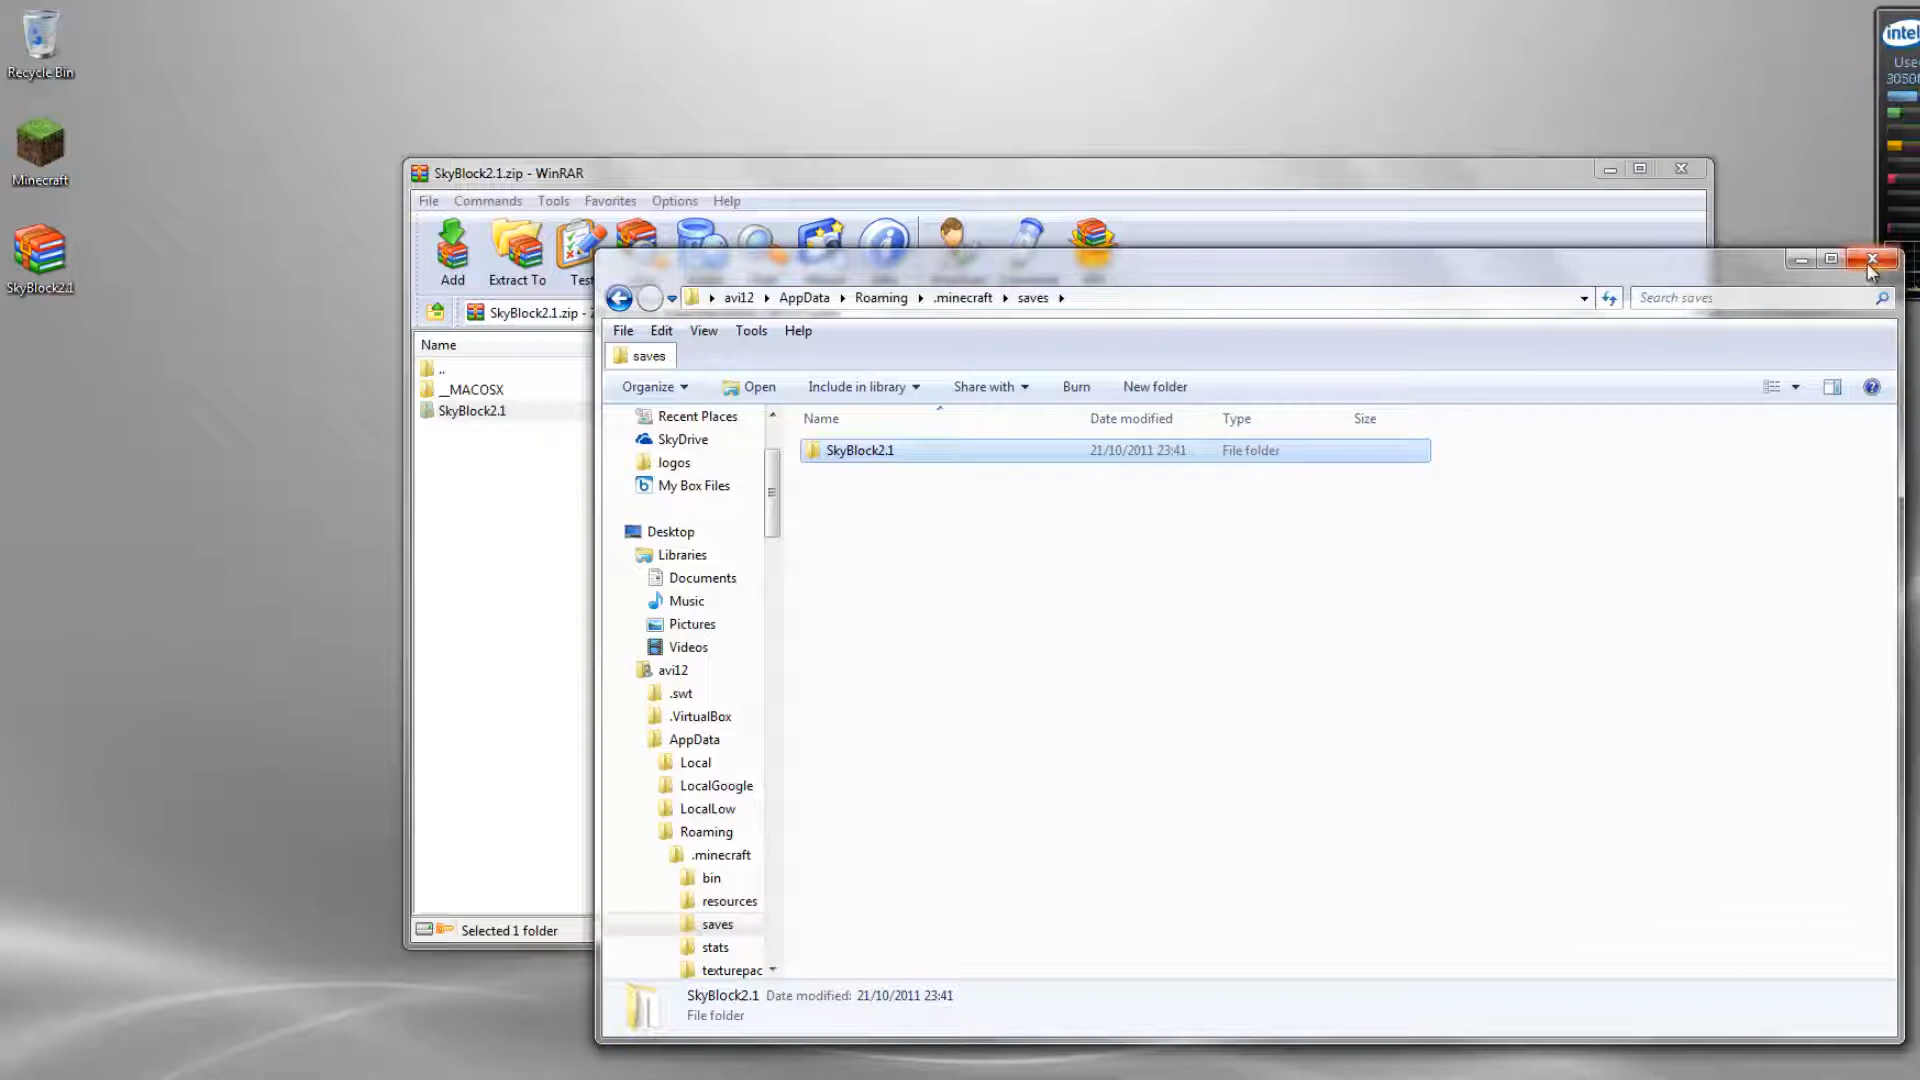 Recycle Bin
Minecraft
SkyBlock2.1
intel
Use
3050
SkyBlock2.1.zip - WinRAR
File Commands Tools Favorites Options Help
Add Extract To Test
SkyBlock2.1.zip -
Name
..
__MACOSX
SkyBlock2.1
Selected 1 folder
avi12 AppData Roaming .minecraft saves
Search saves
File Edit View Tools Help
saves
Organize Open Include in library Share with Burn New folder
Recent Places
SkyDrive
logos
My Box Files
Desktop
Libraries
Documents
Music
Pictures
Videos
avi12
.swt
.VirtualBox
AppData
Local
LocalGoogle
LocalLow
Roaming
.minecraft
bin
resources
saves
stats
texturepac
Name Date modified Type Size
SkyBlock2.1 21/10/2011 23:41 File folder
SkyBlock2.1 Date modified: 21/10/2011 23:41
File folder